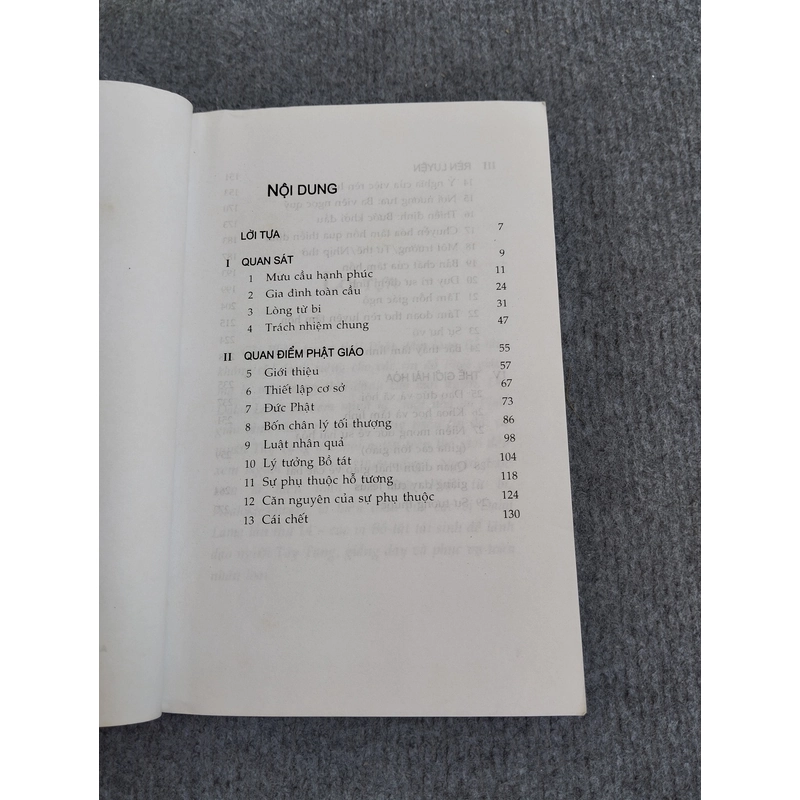 NỘI DUNG
LỜI TỰA 7
I QUAN SÁT 9
1 Mưu cầu hạnh phúc 11
2 Gia đình toàn cầu 24
3 Lòng từ bi 31
4 Trách nhiệm chung 47
II QUAN ĐIỂM PHẬT GIÁO 55
5 Giới thiệu 57
6 Thiết lập cơ sở 67
7 Đức Phật 73
8 Bốn chân lý tối thượng 86
9 Luật nhân quả 98
10 Lý tưởng Bồ tát 104
11 Sự phụ thuộc hỗ tương 118
12 Căn nguyên của sự phụ thuộc 124
13 Cái chết 130